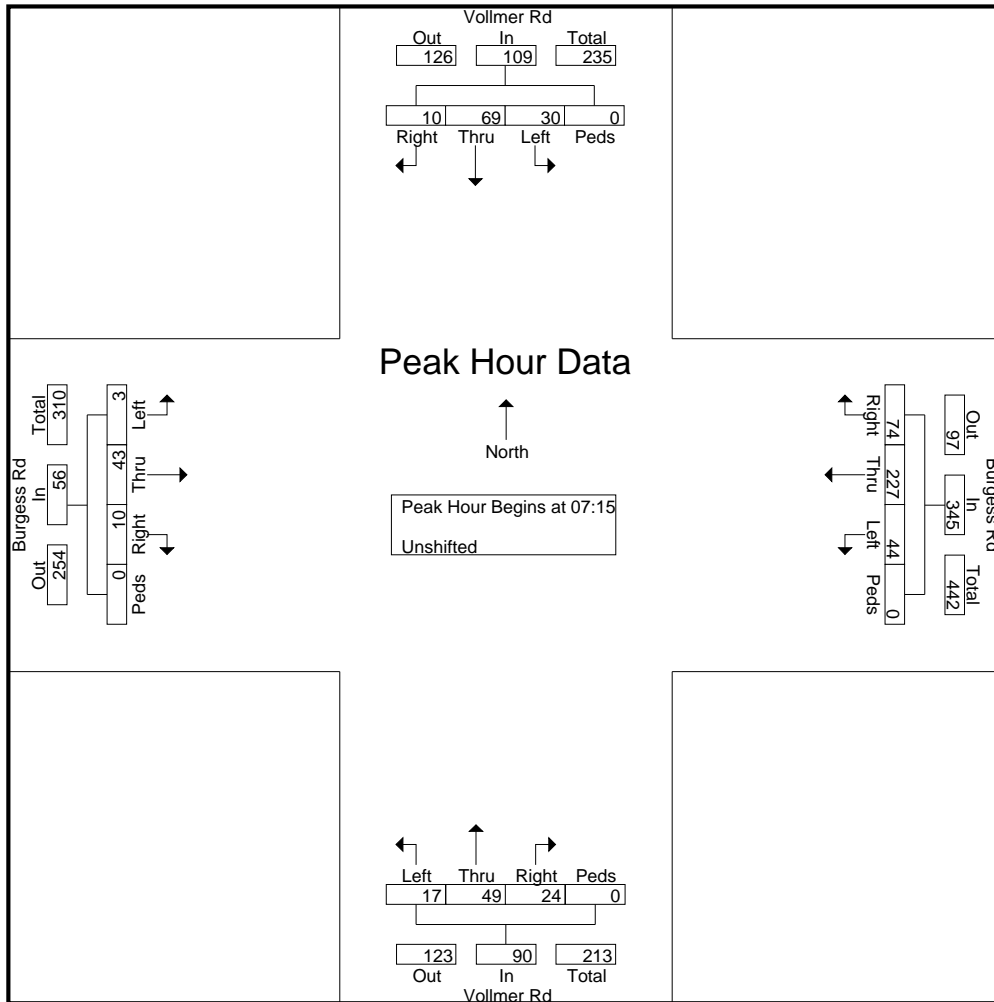 Vollmer Rd
Out In Total
126 109 235
10 69 30 0
Right Thru Left Peds
Peak Hour Data
North
Peak Hour Begins at 07:15
Unshifted
Burgess Rd
Total In Out
310 56 254
3 43 10 0
Left Thru Right Peds
Burgess Rd
Out In Total
97 345 442
74 227 44 0
Right Thru Left Peds
Left Thru Right Peds
17 49 24 0
123 90 213
Out In Total
Vollmer Rd